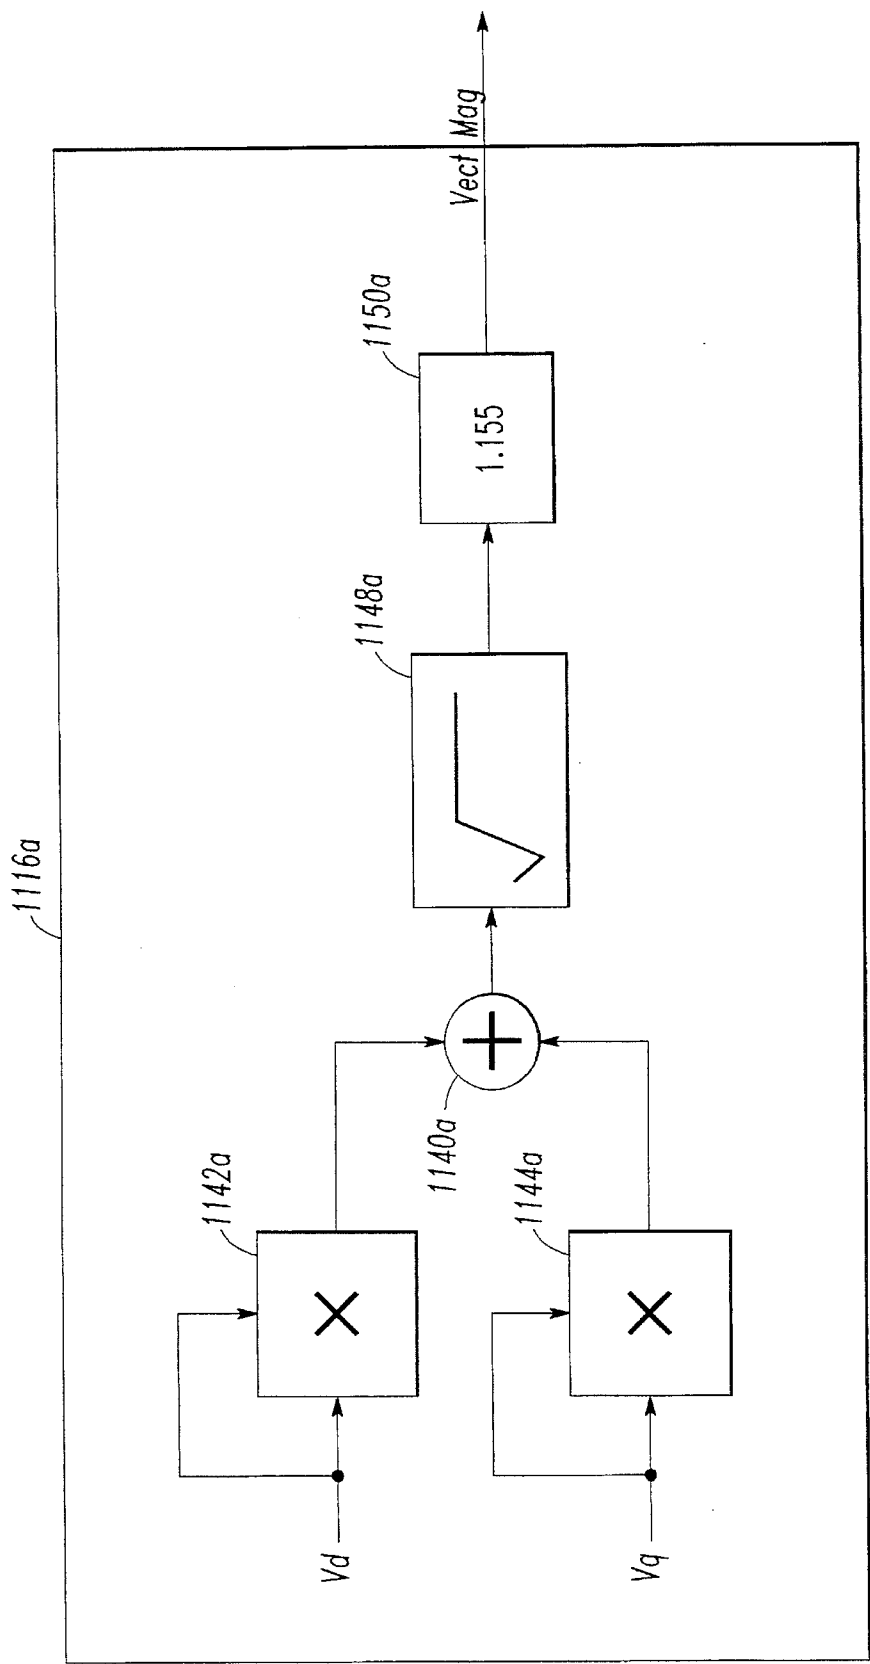 1116a
Vd
1142a
×
Vq
1144a
×
1140a
+
1148a
√
1150a
1.155
Vect Mag